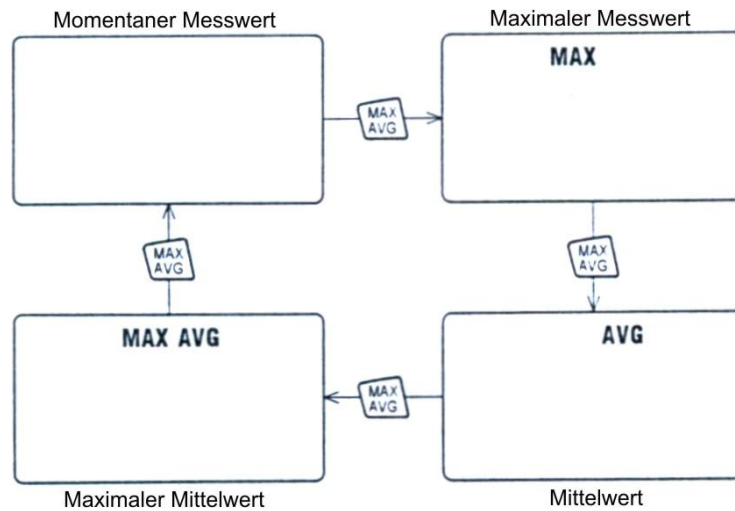 Momentaner Messwert
Maximaler Messwert
MAX
MAX
AVG
MAX
AVG
MAX
AVG
MAX AVG
AVG
MAX
AVG
Maximaler Mittelwert
Mittelwert